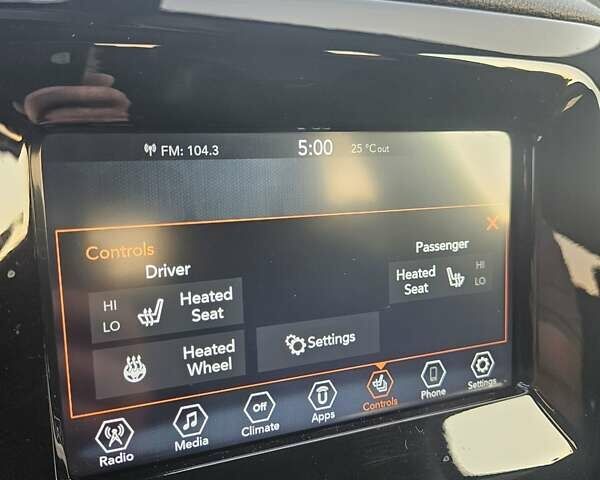 FM: 104.3 5:00 25 °C out
Controls
Driver
Passenger
HI
LO
Heated
Seat
Heated
Seat
HI
LO
Heated
Wheel
Settings
Radio
Media
Off
Climate
Apps
Controls
Phone
Settings